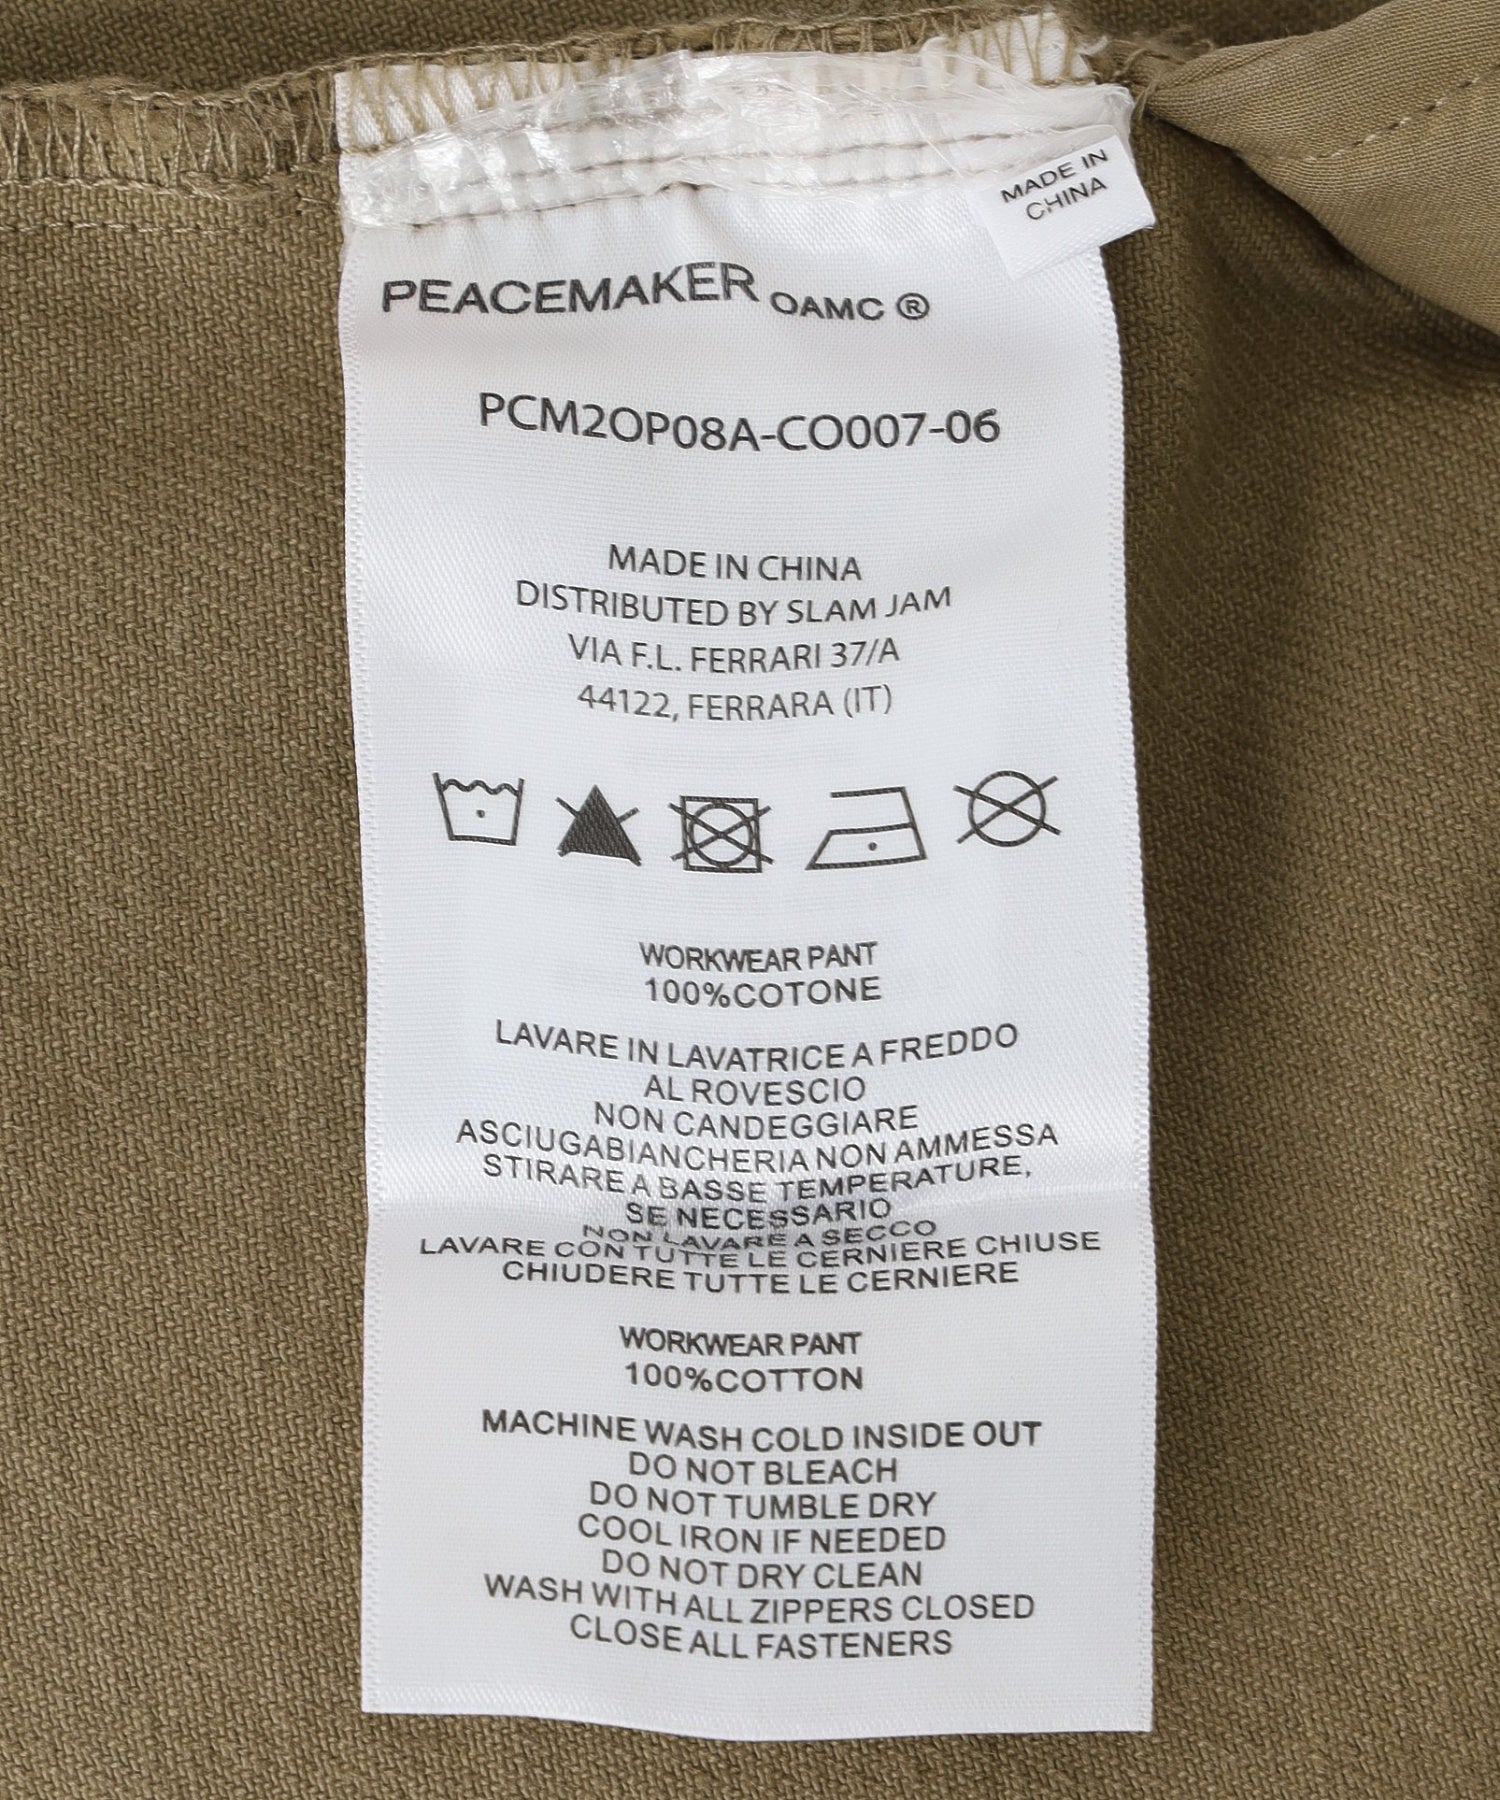 MADE IN
CHINA
PEACEMAKER OAMC ®
PCM2OP08A-CO007-06
MADE IN CHINA
DISTRIBUTED BY SLAM JAM
VIA F.L. FERRARI 37/A
44122, FERRARA (IT)
WORKWEAR PANT
100%COTONE
LAVARE IN LAVATRICE A FREDDO
AL ROVESCIO
NON CANDEGGIARE
ASCIUGABIANCHERIA NON AMMESSA
STIRARE A BASSE TEMPERATURE,
SE NECESSARIO
NON LAVARE A SECCO
LAVARE CON TUTTE LE CERNIERE CHIUSE
CHIUDERE TUTTE LE CERNIERE
WORKWEAR PANT
100%COTTON
MACHINE WASH COLD INSIDE OUT
DO NOT BLEACH
DO NOT TUMBLE DRY
COOL IRON IF NEEDED
DO NOT DRY CLEAN
WASH WITH ALL ZIPPERS CLOSED
CLOSE ALL FASTENERS